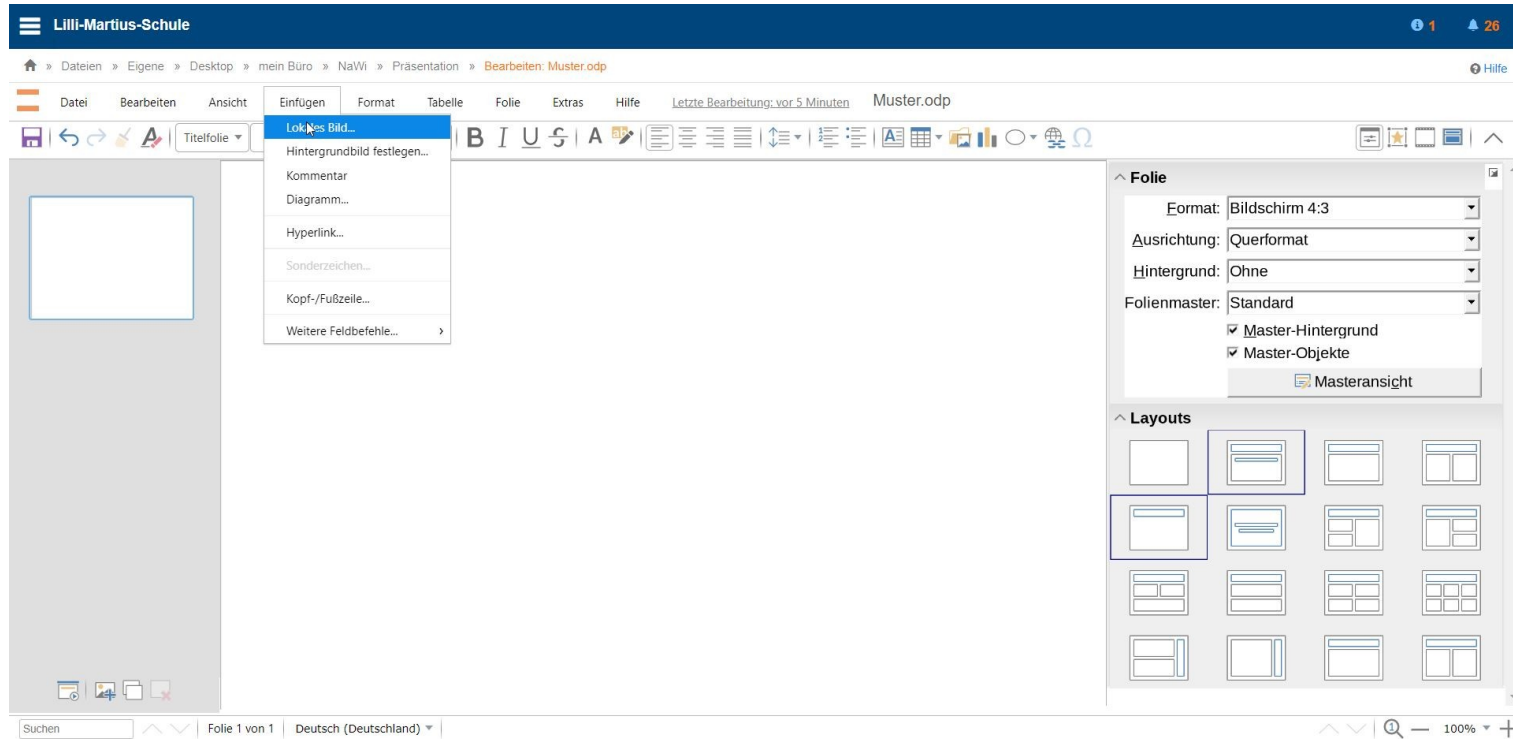 Lilli-Martius-Schule 1 26
» Dateien » Eigene » Desktop » mein Büro » NaWi » Präsentation » Bearbeiten: Muster.odp Hilfe
Datei Bearbeiten Ansicht Einfügen Format Tabelle Folie Extras Hilfe Letzte Bearbeitung: vor 5 Minuten Muster.odp
Titelfolie
Lokales Bild...
Hintergrundbild festlegen...
Kommentar
Diagramm...
Hyperlink...
Sonderzeichen...
Kopf-/Fußzeile...
Weitere Feldbefehle...
Folie
Format: Bildschirm 4:3
Ausrichtung: Querformat
Hintergrund: Ohne
Folienmaster: Standard
Master-Hintergrund
Master-Objekte
Masteransicht
Layouts
Suchen Folie 1 von 1 Deutsch (Deutschland) 100%